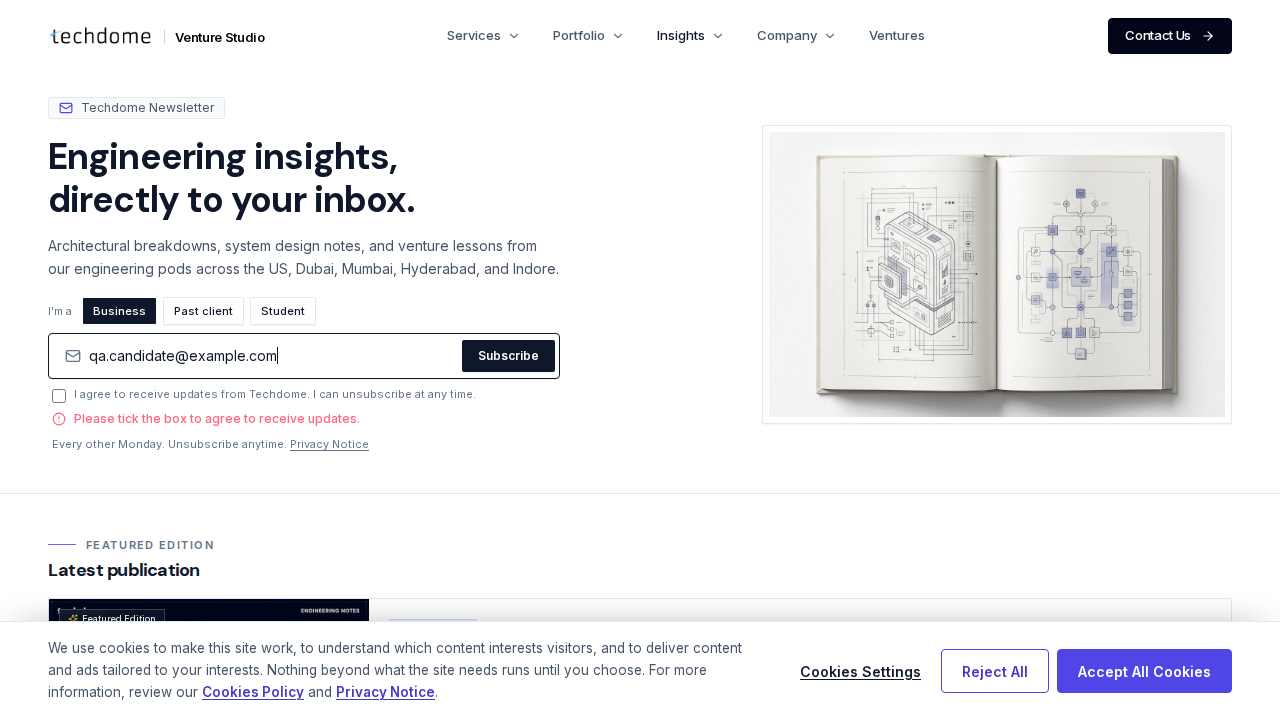 techdome
Venture Studio
Services
Portfolio
Insights
Company
Ventures
Contact Us
Techdome Newsletter
Engineering insights,
directly to your inbox.
Architectural breakdowns, system design notes, and venture lessons from
our engineering pods across the US, Dubai, Mumbai, Hyderabad, and Indore.
I'm a
Business
Past client
Student
qa.candidate@example.com
Subscribe
I agree to receive updates from Techdome. I can unsubscribe at any time.
Please tick the box to agree to receive updates.
Every other Monday. Unsubscribe anytime. Privacy Notice
FEATURED EDITION
Latest publication
ENGINEERING NOTES
Featured Edition
We use cookies to make this site work, to understand which content interests visitors, and to deliver content
and ads tailored to your interests. Nothing beyond what the site needs runs until you choose. For more
information, review our Cookies Policy and Privacy Notice.
Cookies Settings
Reject All
Accept All Cookies